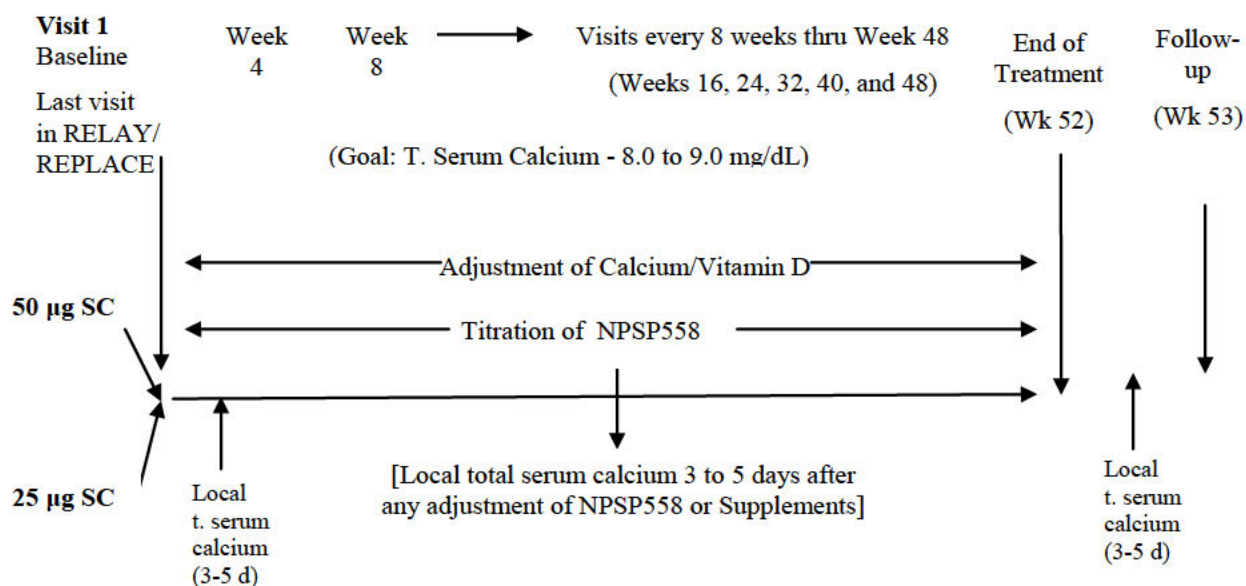 Visit 1
Baseline
Last visit
in RELAY/
REPLACE
Week
4
Week
8
Visits every 8 weeks thru Week 48
(Weeks 16, 24, 32, 40, and 48)
End of
Treatment
(Wk 52)
Follow-
up
(Wk 53)
(Goal: T. Serum Calcium - 8.0 to 9.0 mg/dL)
Adjustment of Calcium/Vitamin D
50 µg SC
Titration of NPSP558
25 µg SC
Local
t. serum
calcium
(3-5 d)
[Local total serum calcium 3 to 5 days after
any adjustment of NPSP558 or Supplements]
Local
t. serum
calcium
(3-5 d)